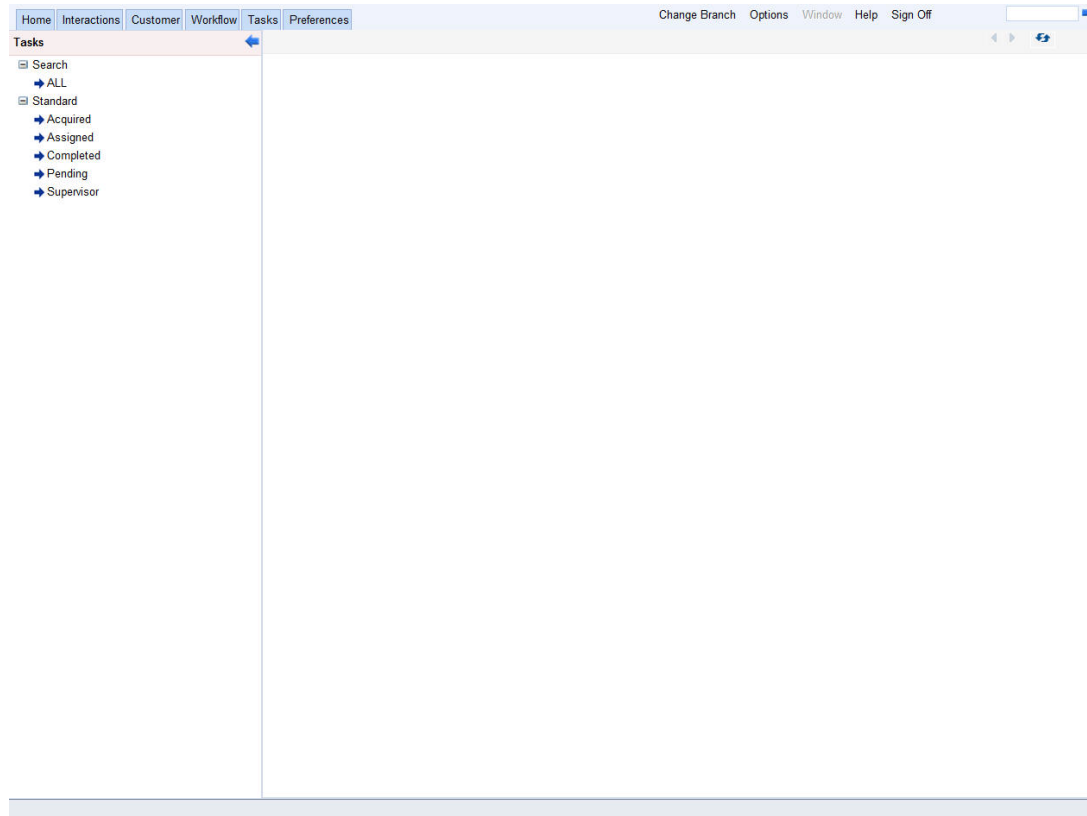 Home Interactions Customer Workflow Tasks Preferences Change Branch Options Window Help Sign Off
Tasks
Search
ALL
Standard
Acquired
Assigned
Completed
Pending
Supervisor